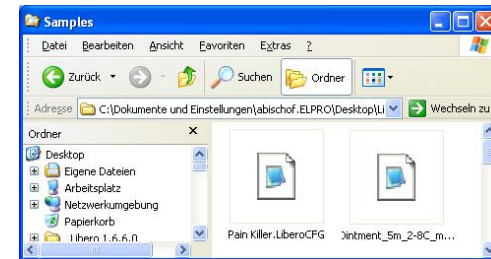 Samples
Datei Bearbeiten Ansicht Favoriten Extras ?
Zurück Suchen Ordner
Adresse C:\Dokumente und Einstellungen\abischof.ELPRO\Desktop\Li Wechseln zu
Ordner
Desktop
Eigene Dateien
Arbeitsplatz
Netzwerkumgebung
Papierkorb
Libero 1.6.6.0
Pain Killer.LiberoCFG
Ointment_5m_2-8C_m...